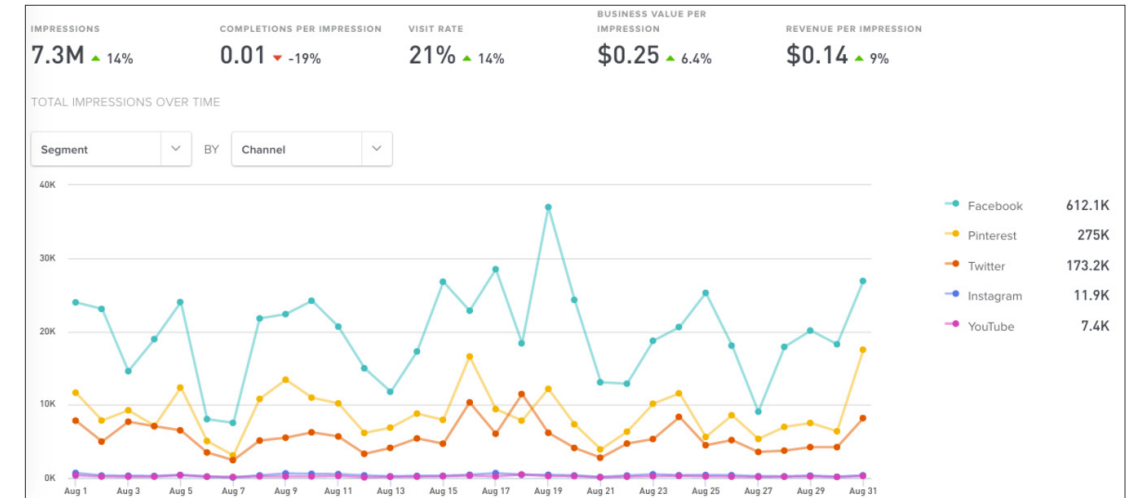 IMPRESSIONS
7.3M 14%
COMPLETIONS PER IMPRESSION
0.01 -19%
VISIT RATE
21% 14%
BUSINESS VALUE PER
IMPRESSION
$0.25 6.4%
REVENUE PER IMPRESSION
$0.14 9%
TOTAL IMPRESSIONS OVER TIME
Segment BY Channel
40K
30K
20K
10K
0K
Aug 1 Aug 3 Aug 5 Aug 7 Aug 9 Aug 11 Aug 13 Aug 15 Aug 17 Aug 19 Aug 21 Aug 23 Aug 25 Aug 27 Aug 29 Aug 31
Facebook 612.1K
Pinterest 275K
Twitter 173.2K
Instagram 11.9K
YouTube 7.4K